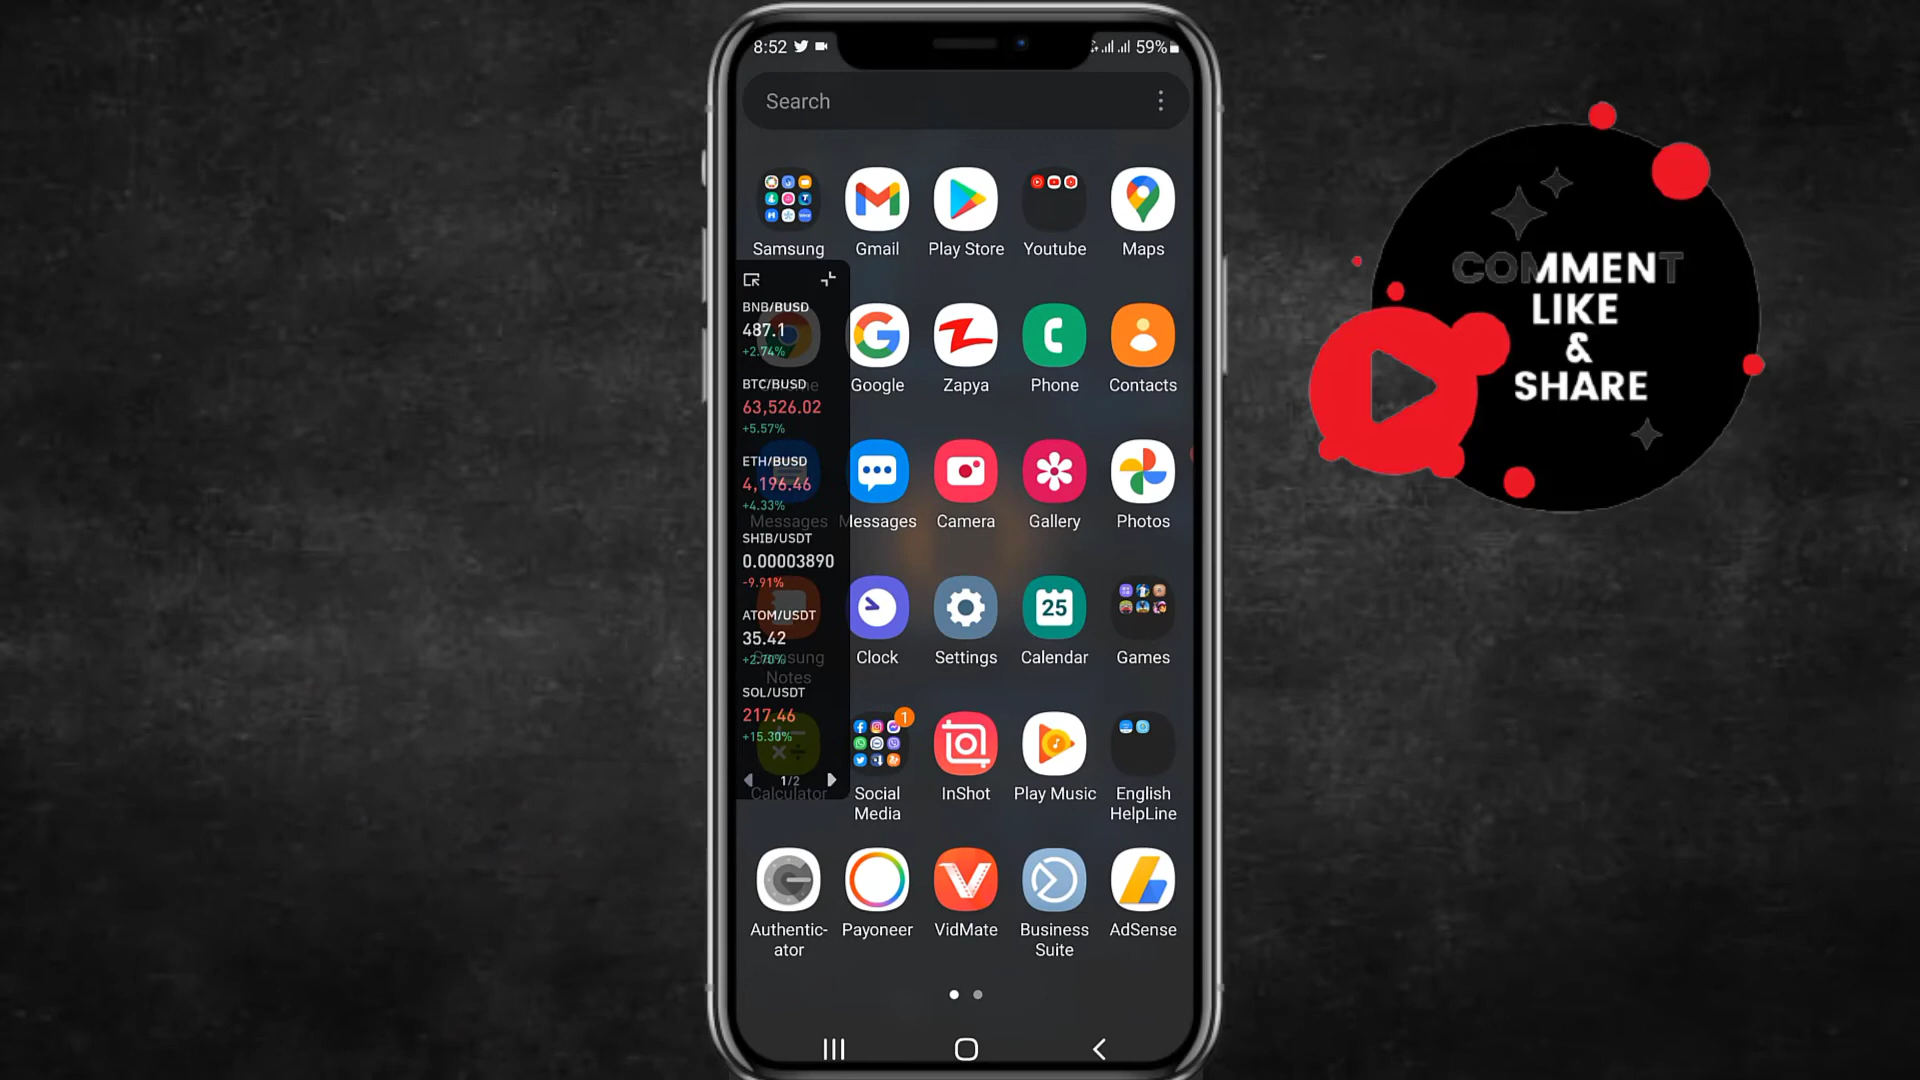 8:52
59%
Search
Samsung
Gmail
Play Store
Youtube
Maps
BNB/BUSD
487.1
+2.74%
BTC/BUSD
63,526.02
+5.57%
ETH/BUSD
4,196.46
+4.33%
SHIB/USDT
0.00003890
-9.91%
ATOM/USDT
35.42
+2.70%
SOL/USDT
217.46
+15.30%
1/2
Google
Zapya
Phone
Contacts
Messages
Messages
Camera
Gallery
Photos
Notes
Clock
Settings
25
Calendar
Games
Calculator
1
Social
Media
InShot
Play Music
English
HelpLine
Authentic-
ator
Payoneer
VidMate
Business
Suite
AdSense
COMMENT
LIKE
&
SHARE